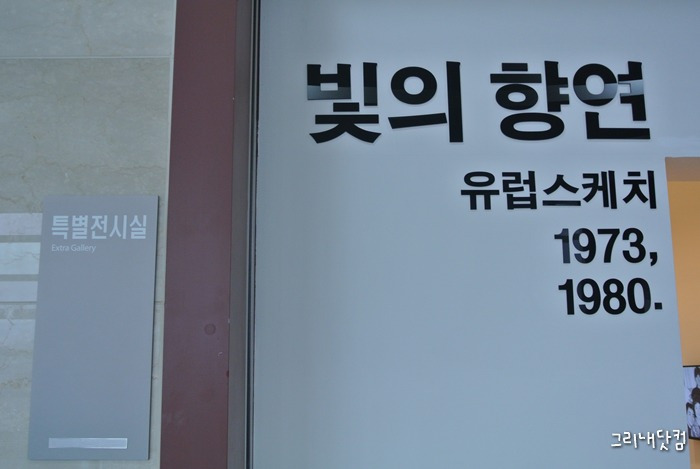 특별전시실
Extra Gallery
빛의 향연
유럽스케치
1973,
1980.
그리내닷컴